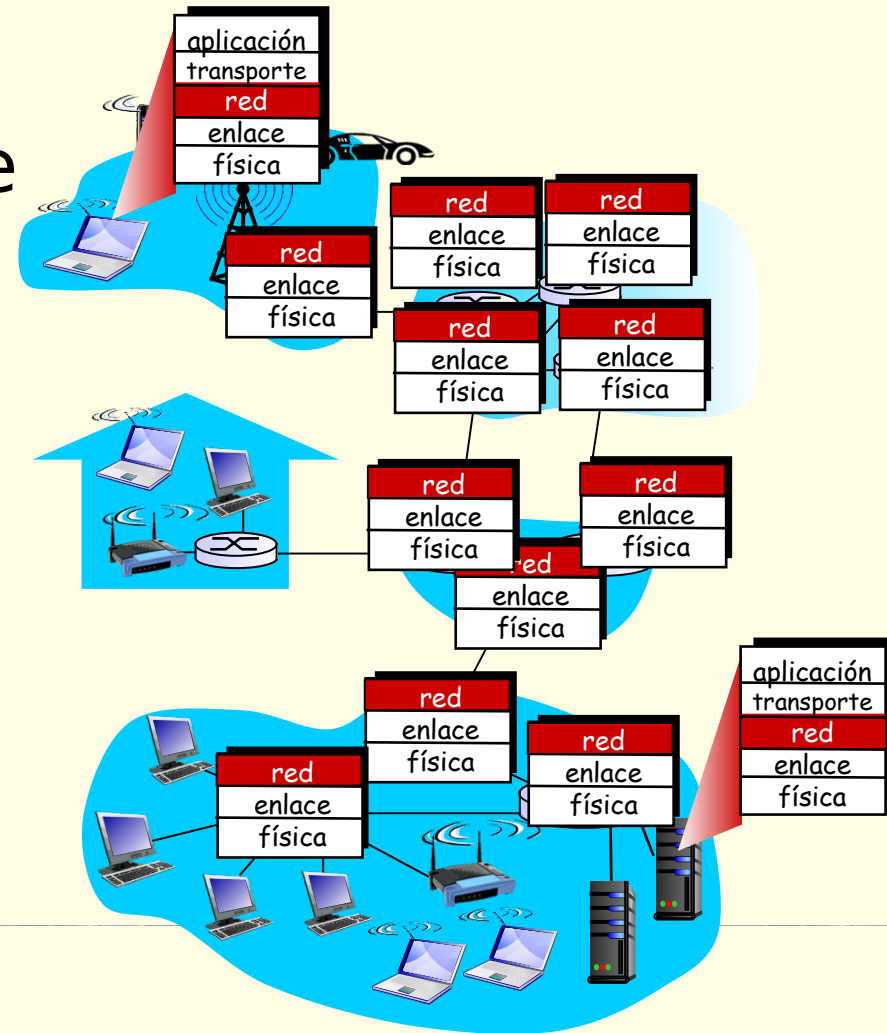 aplicación
transporte
red
enlace
física
e
red
enlace
física
red
enlace
física
red
enlace
física
red
enlace
física
red
enlace
física
red
enlace
física
red
enlace
física
red
enlace
física
red
enlace
física
red
enlace
física
red
enlace
física
aplicación
transporte
red
enlace
física